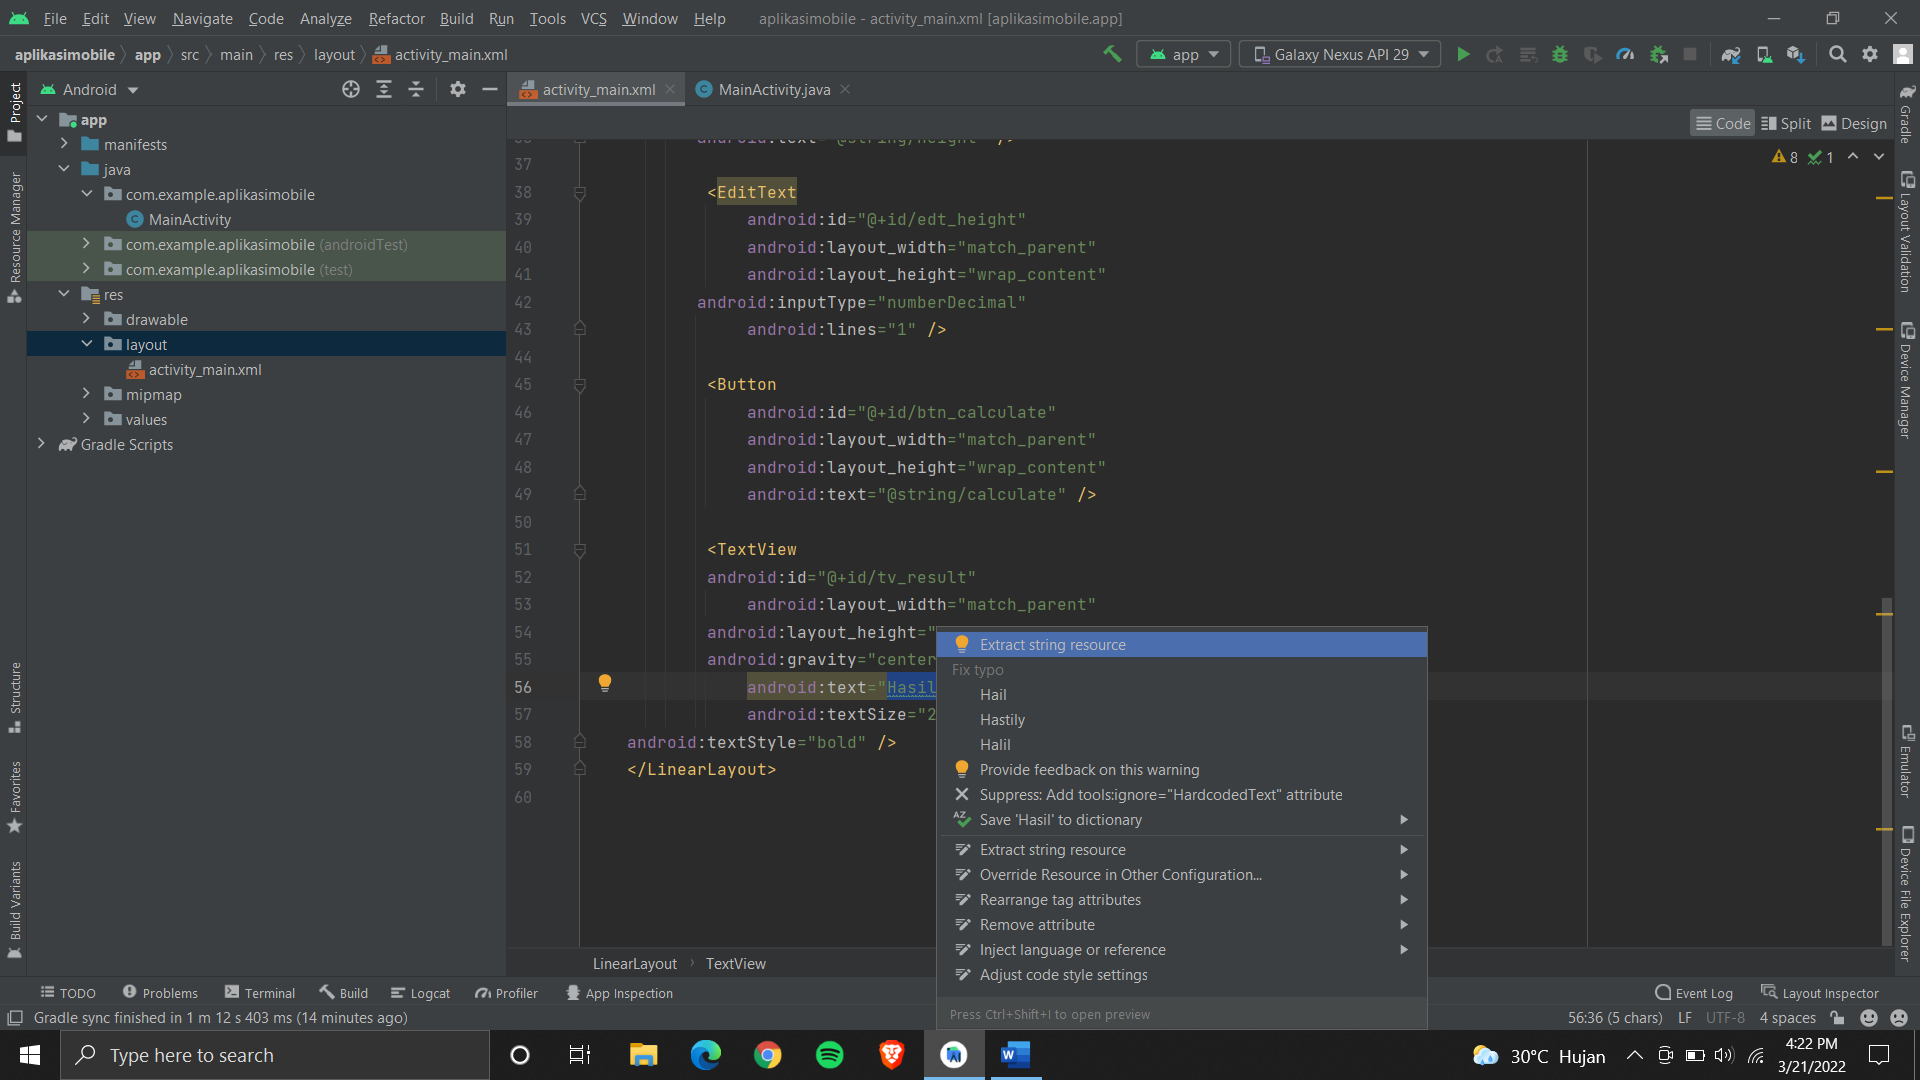 File Edit View Navigate Code Analyze Refactor Build Run Tools VCS Window Help aplikasimobile - activity_main.xml [aplikasimobile.app]
aplikasimobile app src main res layout activity_main.xml
app Galaxy Nexus API 29
Project
Resource Manager
Structure
Favorites
Build Variants
Android
app
manifests
java
com.example.aplikasimobile
MainActivity
com.example.aplikasimobile (androidTest)
com.example.aplikasimobile (test)
res
drawable
layout
activity_main.xml
mipmap
values
Gradle Scripts
activity_main.xml MainActivity.java
Code Split Design
8 1
android:text="@string/height" />
37
38 <EditText
39 android:id="@+id/edt_height"
40 android:layout_width="match_parent"
41 android:layout_height="wrap_content"
42 android:inputType="numberDecimal"
43 android:lines="1" />
44
45 <Button
46 android:id="@+id/btn_calculate"
47 android:layout_width="match_parent"
48 android:layout_height="wrap_content"
49 android:text="@string/calculate" />
50
51 <TextView
52 android:id="@+id/tv_result"
53 android:layout_width="match_parent"
54 android:layout_height="
55 android:gravity="center
56 android:text="Hasil
57 android:textSize="2
58 android:textStyle="bold" />
59 </LinearLayout>
60
Extract string resource
Fix typo
Hail
Hastily
Halil
Provide feedback on this warning
Suppress: Add tools:ignore="HardcodedText" attribute
Save 'Hasil' to dictionary
Extract string resource
Override Resource in Other Configuration...
Rearrange tag attributes
Remove attribute
Inject language or reference
Adjust code style settings
Press Ctrl+Shift+I to open preview
LinearLayout TextView
Gradle
Layout Validation
Device Manager
Emulator
Device File Explorer
TODO Problems Terminal Build Logcat Profiler App Inspection Event Log Layout Inspector
Gradle sync finished in 1 m 12 s 403 ms (14 minutes ago) 56:36 (5 chars) LF UTF-8 4 spaces
Type here to search 30°C Hujan 4:22 PM
3/21/2022